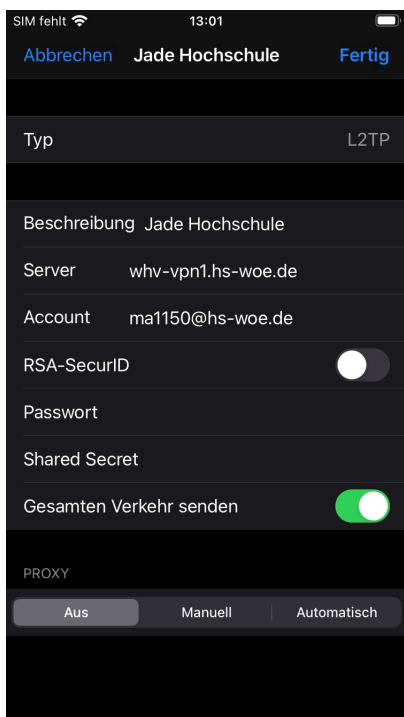 SIM fehlt 13:01
Abbrechen Jade Hochschule Fertig
Typ L2TP
Beschreibung Jade Hochschule
Server whv-vpn1.hs-woe.de
Account ma1150@hs-woe.de
RSA-SecurID
Passwort
Shared Secret
Gesamten Verkehr senden
PROXY
Aus Manuell Automatisch